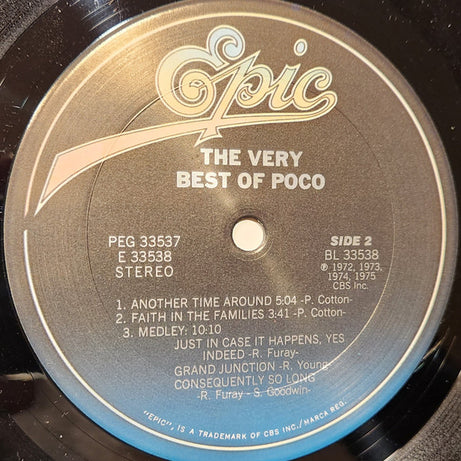 Epic
THE VERY
BEST OF POCO
PEG 33537
E 33538
STEREO
SIDE 2
BL 33538
℗ 1972, 1973,
1974, 1975
CBS Inc.
1. ANOTHER TIME AROUND 5:04 -P. Cotton-
2. FAITH IN THE FAMILIES 3:41 -P. Cotton-
3. MEDLEY: 10:10
JUST IN CASE IT HAPPENS, YES
INDEED -R. Furay-
GRAND JUNCTION -R. Young-
CONSEQUENTLY SO LONG
-R. Furay - S. Goodwin-
"EPIC", IS A TRADEMARK OF CBS INC./MARCA REG.